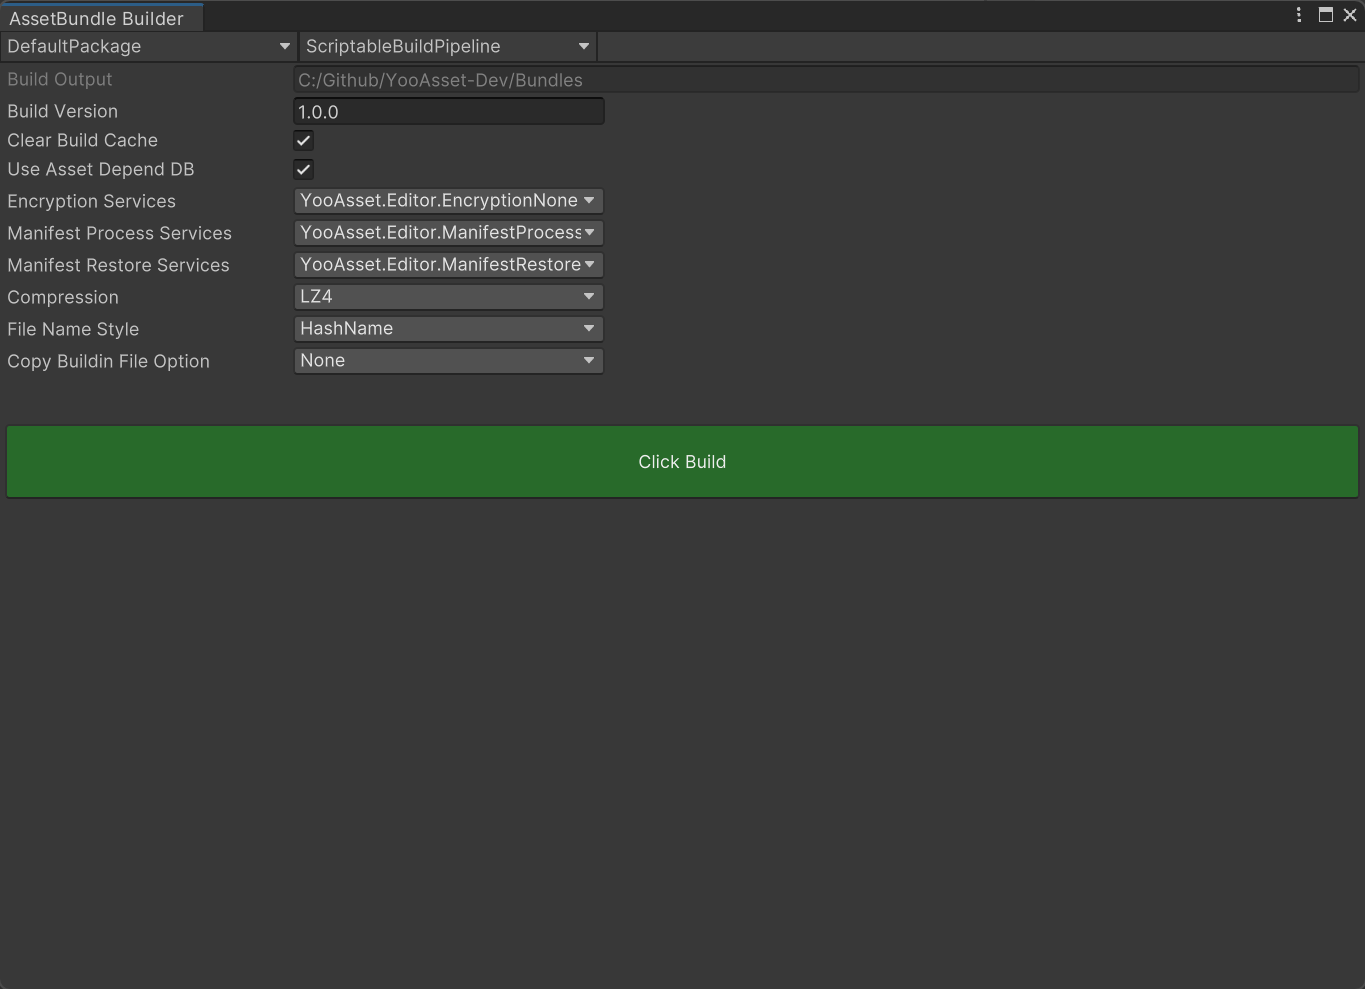 AssetBundle Builder
DefaultPackage ScriptableBuildPipeline
Build Output C:/Github/YooAsset-Dev/Bundles
Build Version 1.0.0
Clear Build Cache
Use Asset Depend DB
Encryption Services YooAsset.Editor.EncryptionNone
Manifest Process Services YooAsset.Editor.ManifestProcess
Manifest Restore Services YooAsset.Editor.ManifestRestore
Compression LZ4
File Name Style HashName
Copy Buildin File Option None
Click Build